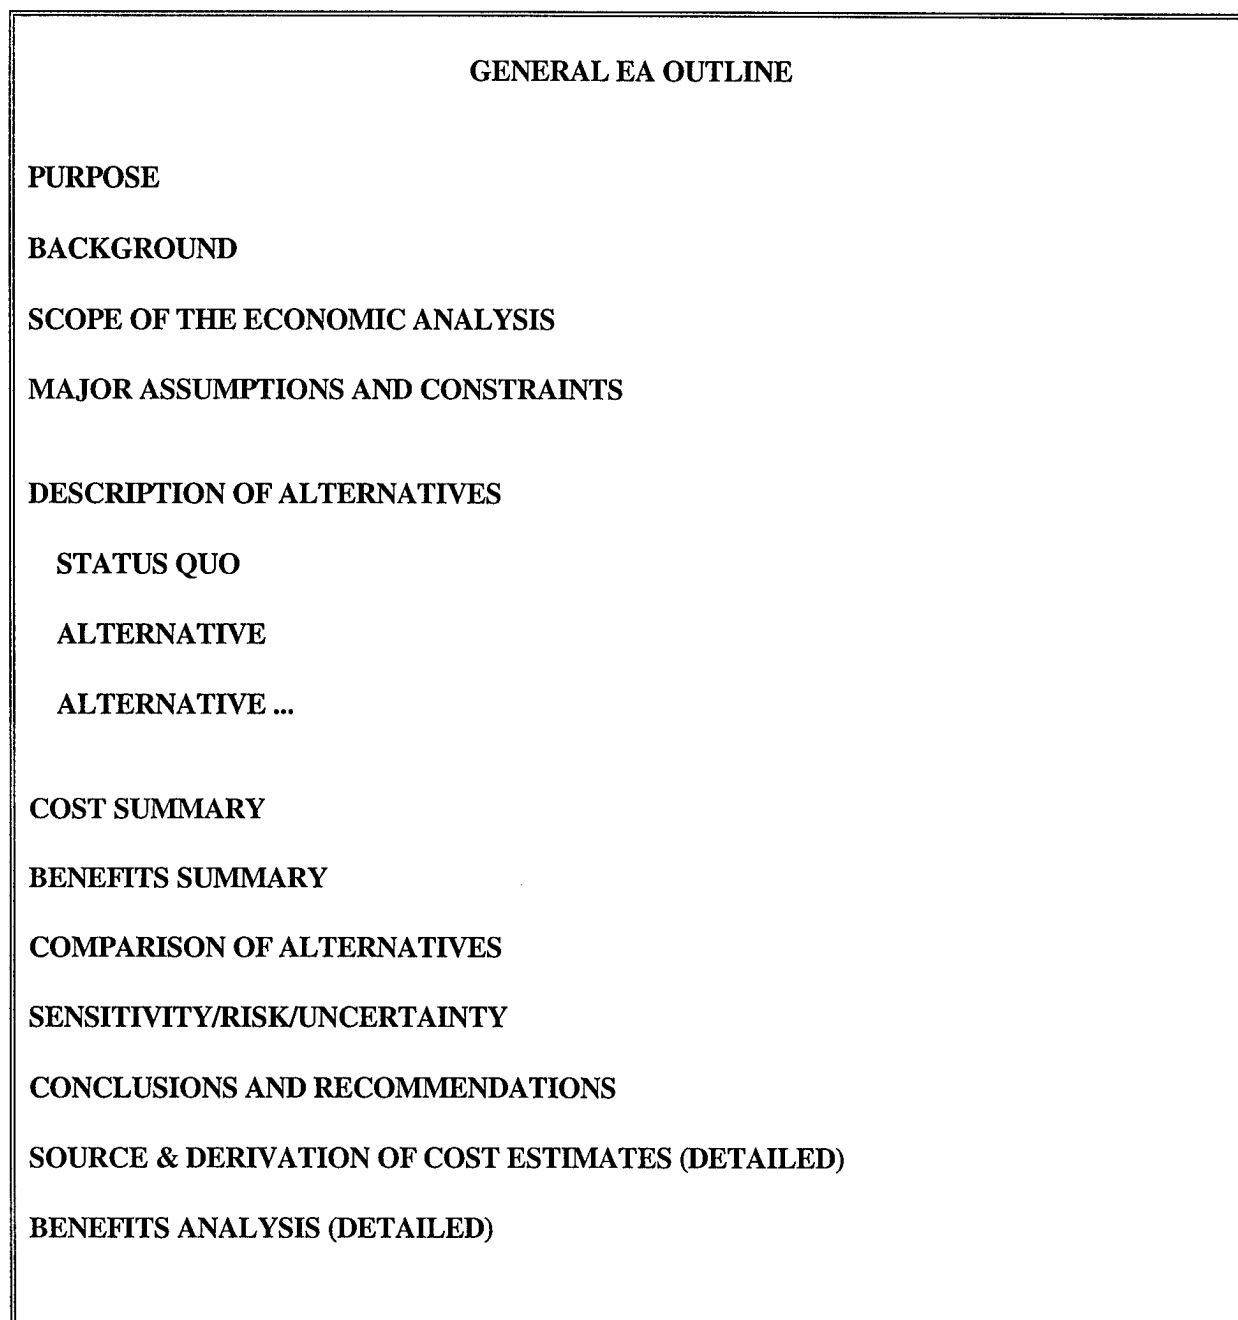 GENERAL EA OUTLINE
PURPOSE
BACKGROUND
SCOPE OF THE ECONOMIC ANALYSIS
MAJOR ASSUMPTIONS AND CONSTRAINTS
DESCRIPTION OF ALTERNATIVES
STATUS QUO
ALTERNATIVE
ALTERNATIVE ...
COST SUMMARY
BENEFITS SUMMARY
COMPARISON OF ALTERNATIVES
SENSITIVITY/RISK/UNCERTAINTY
CONCLUSIONS AND RECOMMENDATIONS
SOURCE & DERIVATION OF COST ESTIMATES (DETAILED)
BENEFITS ANALYSIS (DETAILED)